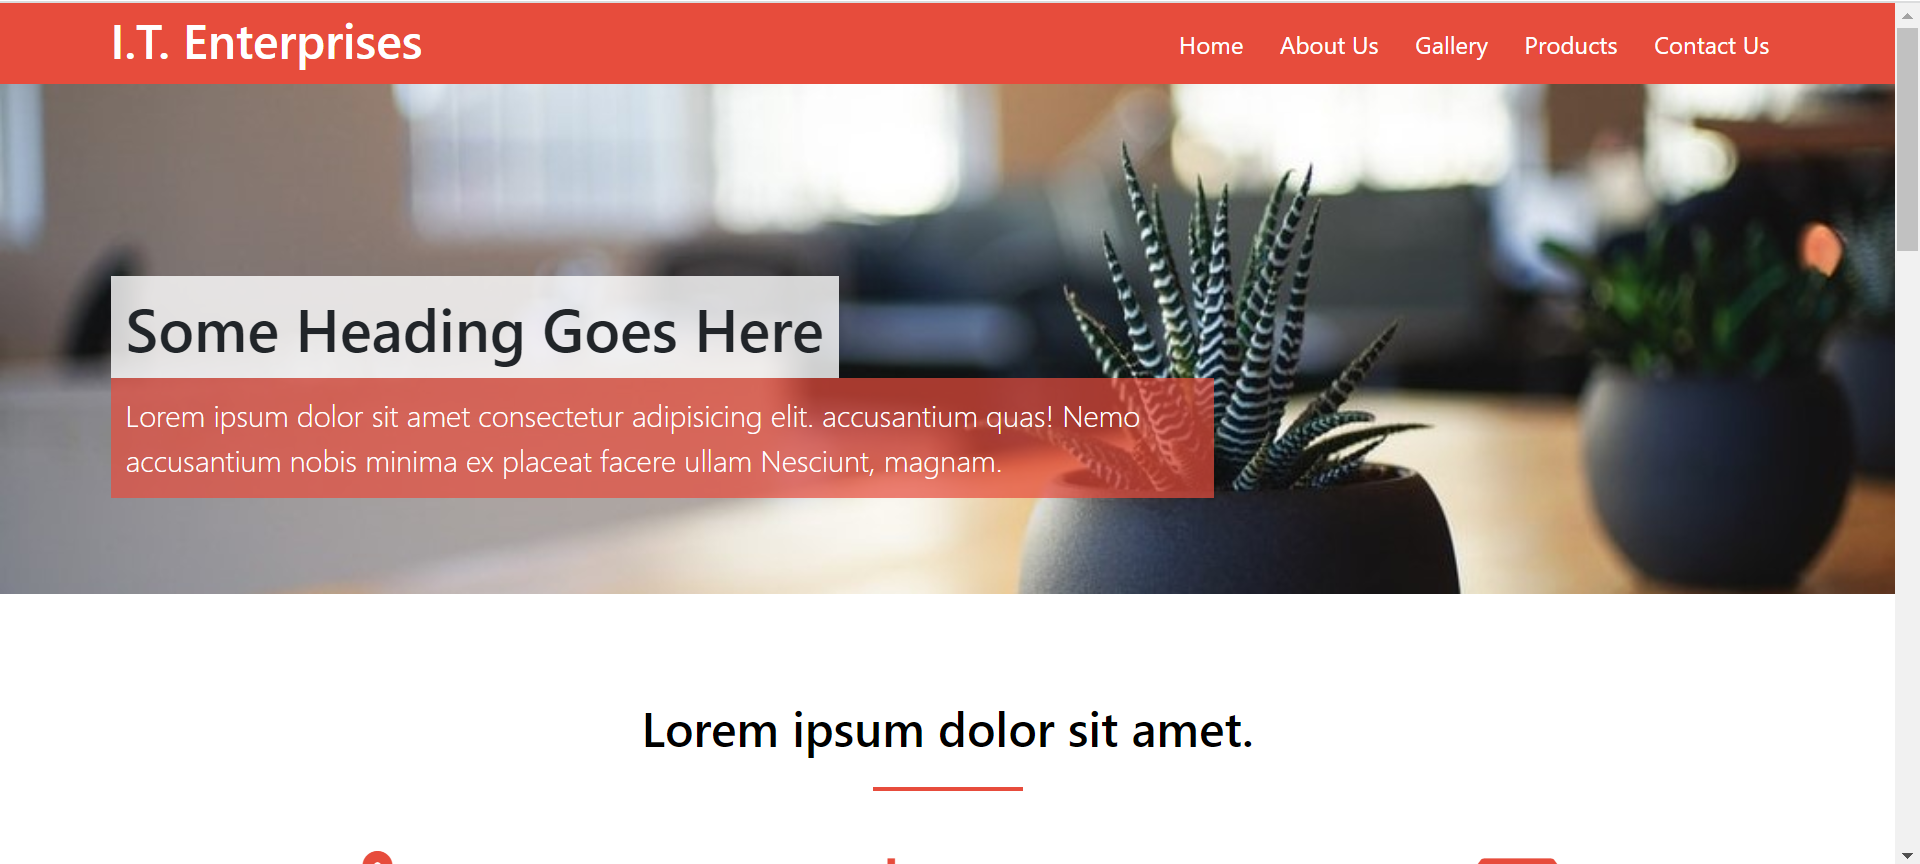 I.T. Enterprises
Home About Us Gallery Products Contact Us
Some Heading Goes Here
Lorem ipsum dolor sit amet consectetur adipisicing elit. accusantium quas! Nemo
accusantium nobis minima ex placeat facere ullam Nesciunt, magnam.
Lorem ipsum dolor sit amet.